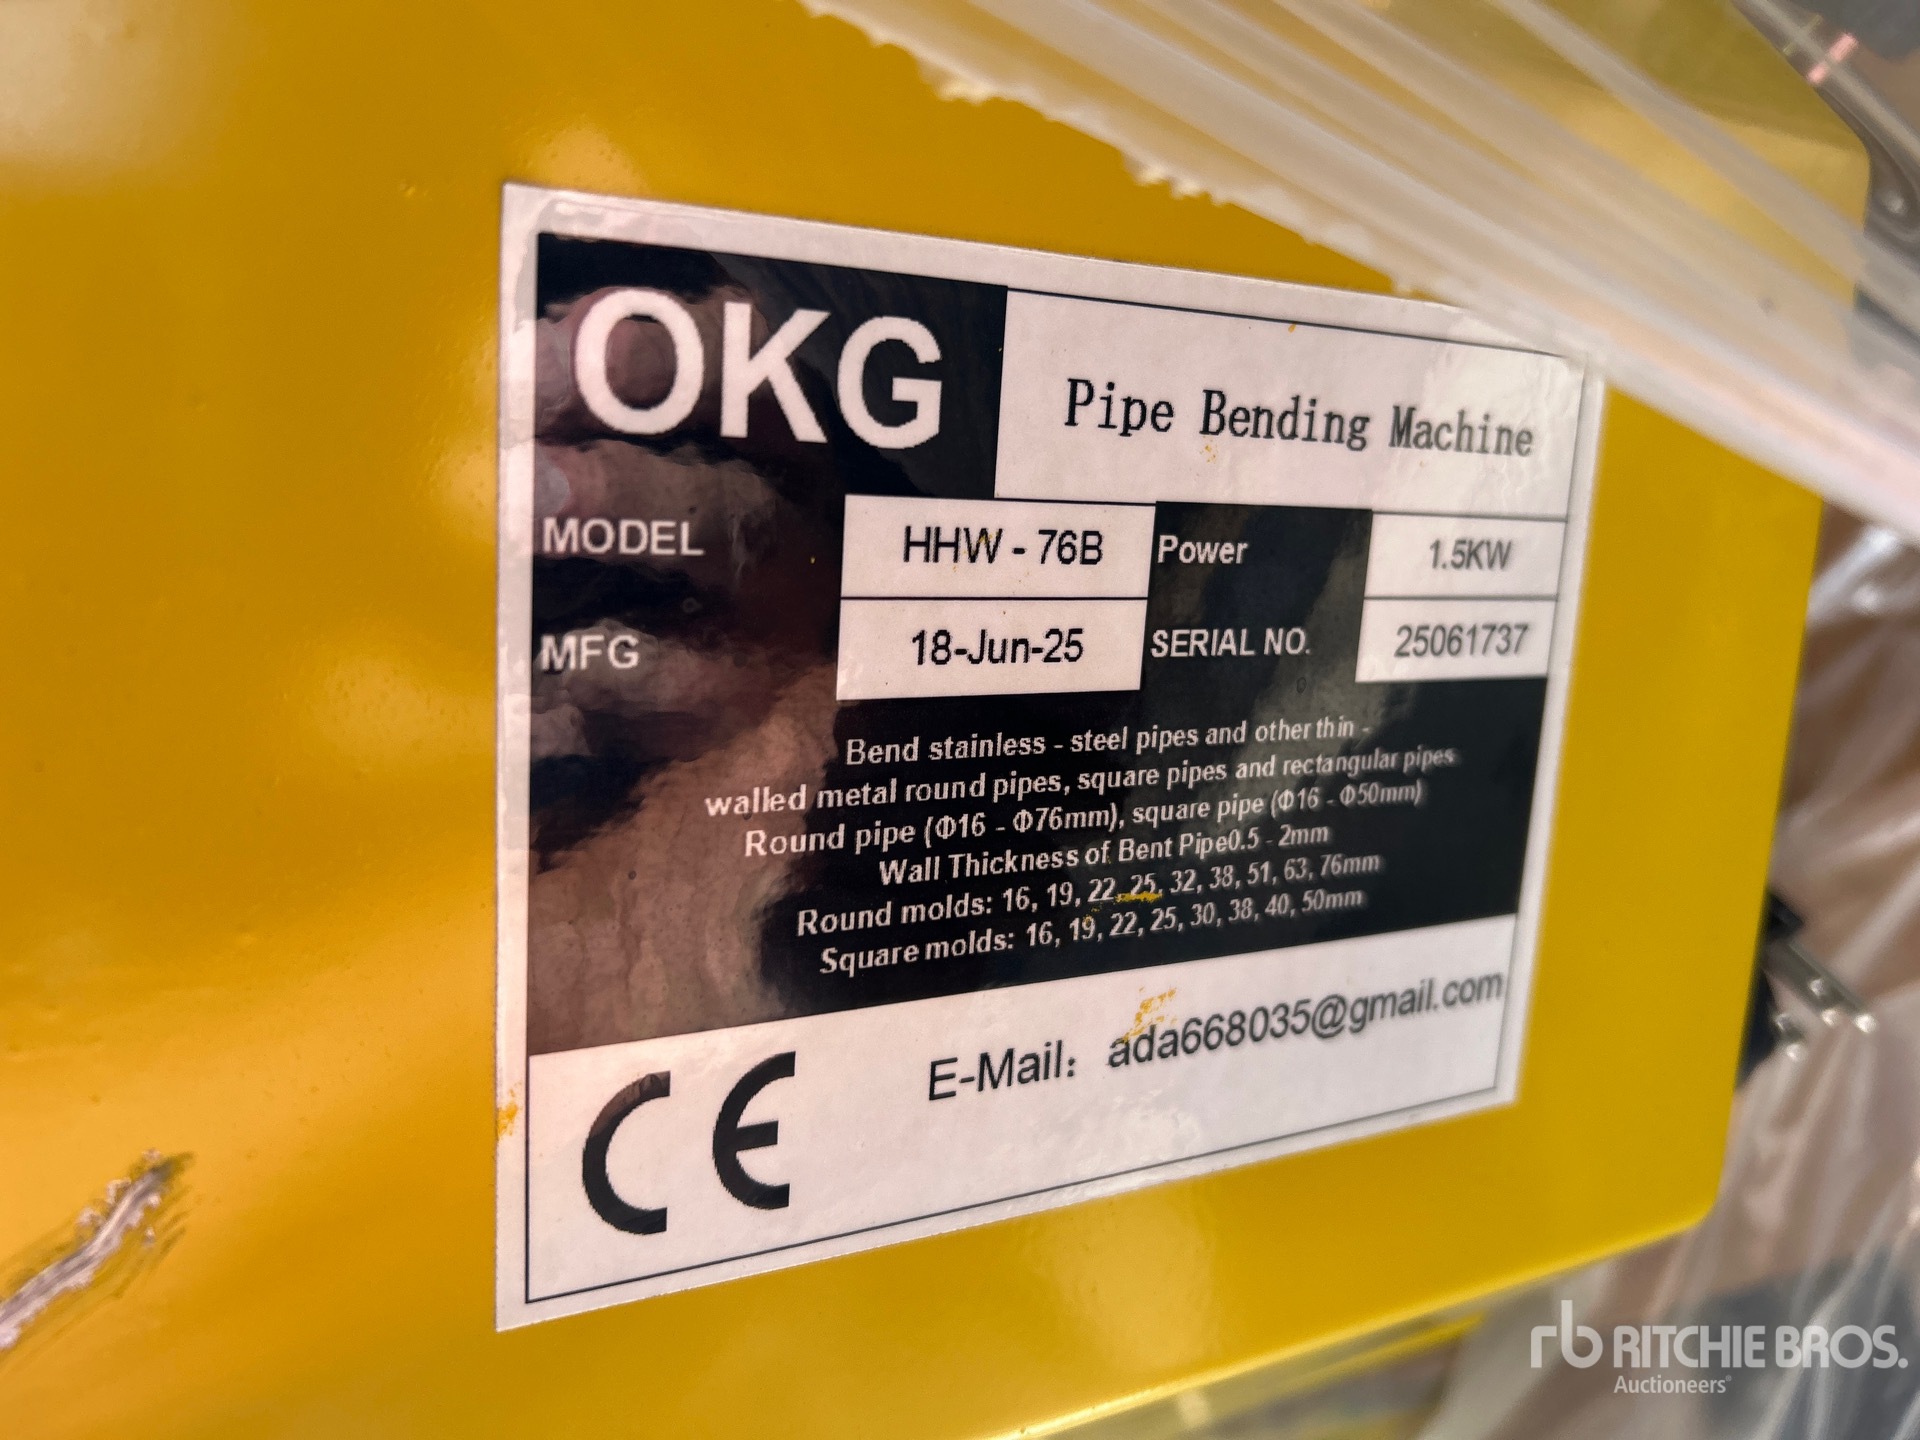 OKG
Pipe Bending Machine
MODEL HHW - 76B Power 1.5KW
MFG 18-Jun-25 SERIAL NO. 25061737
Bend stainless - steel pipes and other thin -
walled metal round pipes, square pipes and rectangular pipes
Round pipe (Φ16 - Φ76mm), square pipe (Φ16 - Φ50mm)
Wall Thickness of Bent Pipe0.5 - 2mm
Round molds: 16, 19, 22, 25, 32, 38, 51, 63, 76mm
Square molds: 16, 19, 22, 25, 30, 38, 40, 50mm
CE E-Mail: ada668035@gmail.com
rb RITCHIE BROS.
Auctioneers